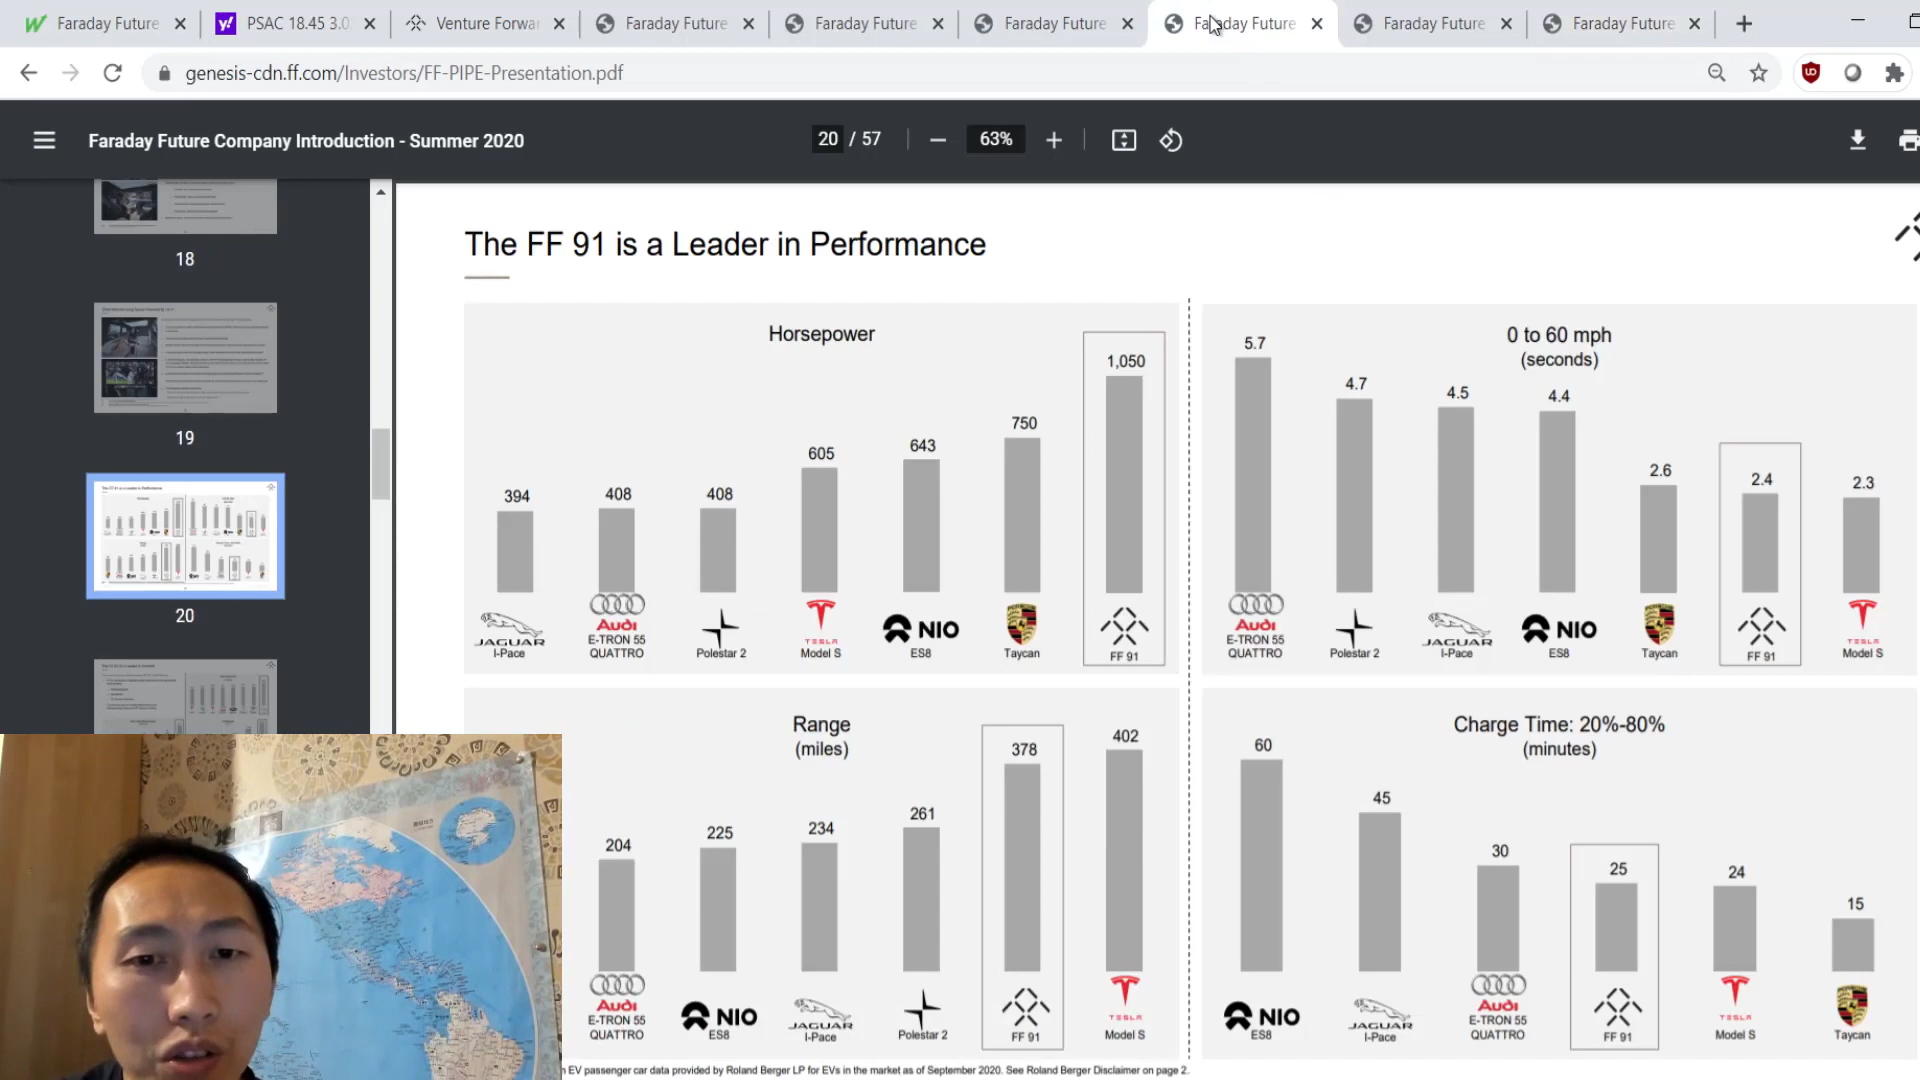 Faraday Future
PSAC 18.45 3.0
Venture Forwar
Faraday Future
Faraday Future
Faraday Future
Faraday Future
Faraday Future
Faraday Future
genesis-cdn.ff.com/Investors/FF-PIPE-Presentation.pdf
Faraday Future Company Introduction - Summer 2020
20 / 57
63%
18
19
20
The FF 91 is a Leader in Performance
Horsepower
394
408
408
605
643
750
1,050
JAGUAR
I-Pace
Audi
E-TRON 55
QUATTRO
Polestar 2
TESLA
Model S
NIO
ES8
Taycan
FF 91
0 to 60 mph
(seconds)
5.7
4.7
4.5
4.4
2.6
2.4
2.3
Audi
E-TRON 55
QUATTRO
Polestar 2
JAGUAR
I-Pace
NIO
ES8
Taycan
FF 91
TESLA
Model S
Range
(miles)
204
225
234
261
378
402
Audi
E-TRON 55
QUATTRO
NIO
ES8
JAGUAR
I-Pace
Polestar 2
FF 91
TESLA
Model S
Charge Time: 20%-80%
(minutes)
60
45
30
25
24
15
NIO
ES8
JAGUAR
I-Pace
Audi
E-TRON 55
QUATTRO
FF 91
TESLA
Model S
Taycan
EV passenger car data provided by Roland Berger LP for EVs in the market as of September 2020. See Roland Berger Disclaimer on page 2.